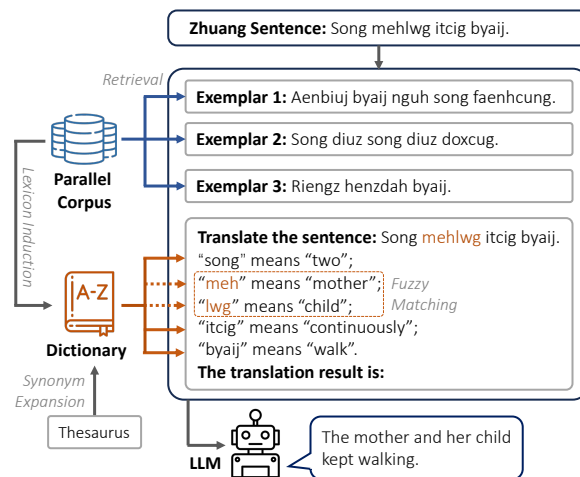 Zhuang Sentence: Song mehlwg itcig byaij.
Retrieval
Exemplar 1: Aenbiuj byaij nguh song faenhcung.
Exemplar 2: Song diuz song diuz doxcug.
Exemplar 3: Riengz henzdah byaij.
Parallel
Corpus
Lexicon Induction
Translate the sentence: Song mehlwg itcig byaij.
“song” means “two”;
“meh” means “mother”;
“lwg” means “child”;
“itcig” means “continuously”;
“byaij” means “walk”.
The translation result is:
Fuzzy
Matching
A-Z
Dictionary
Synonym
Expansion
Thesaurus
LLM
The mother and her child
kept walking.